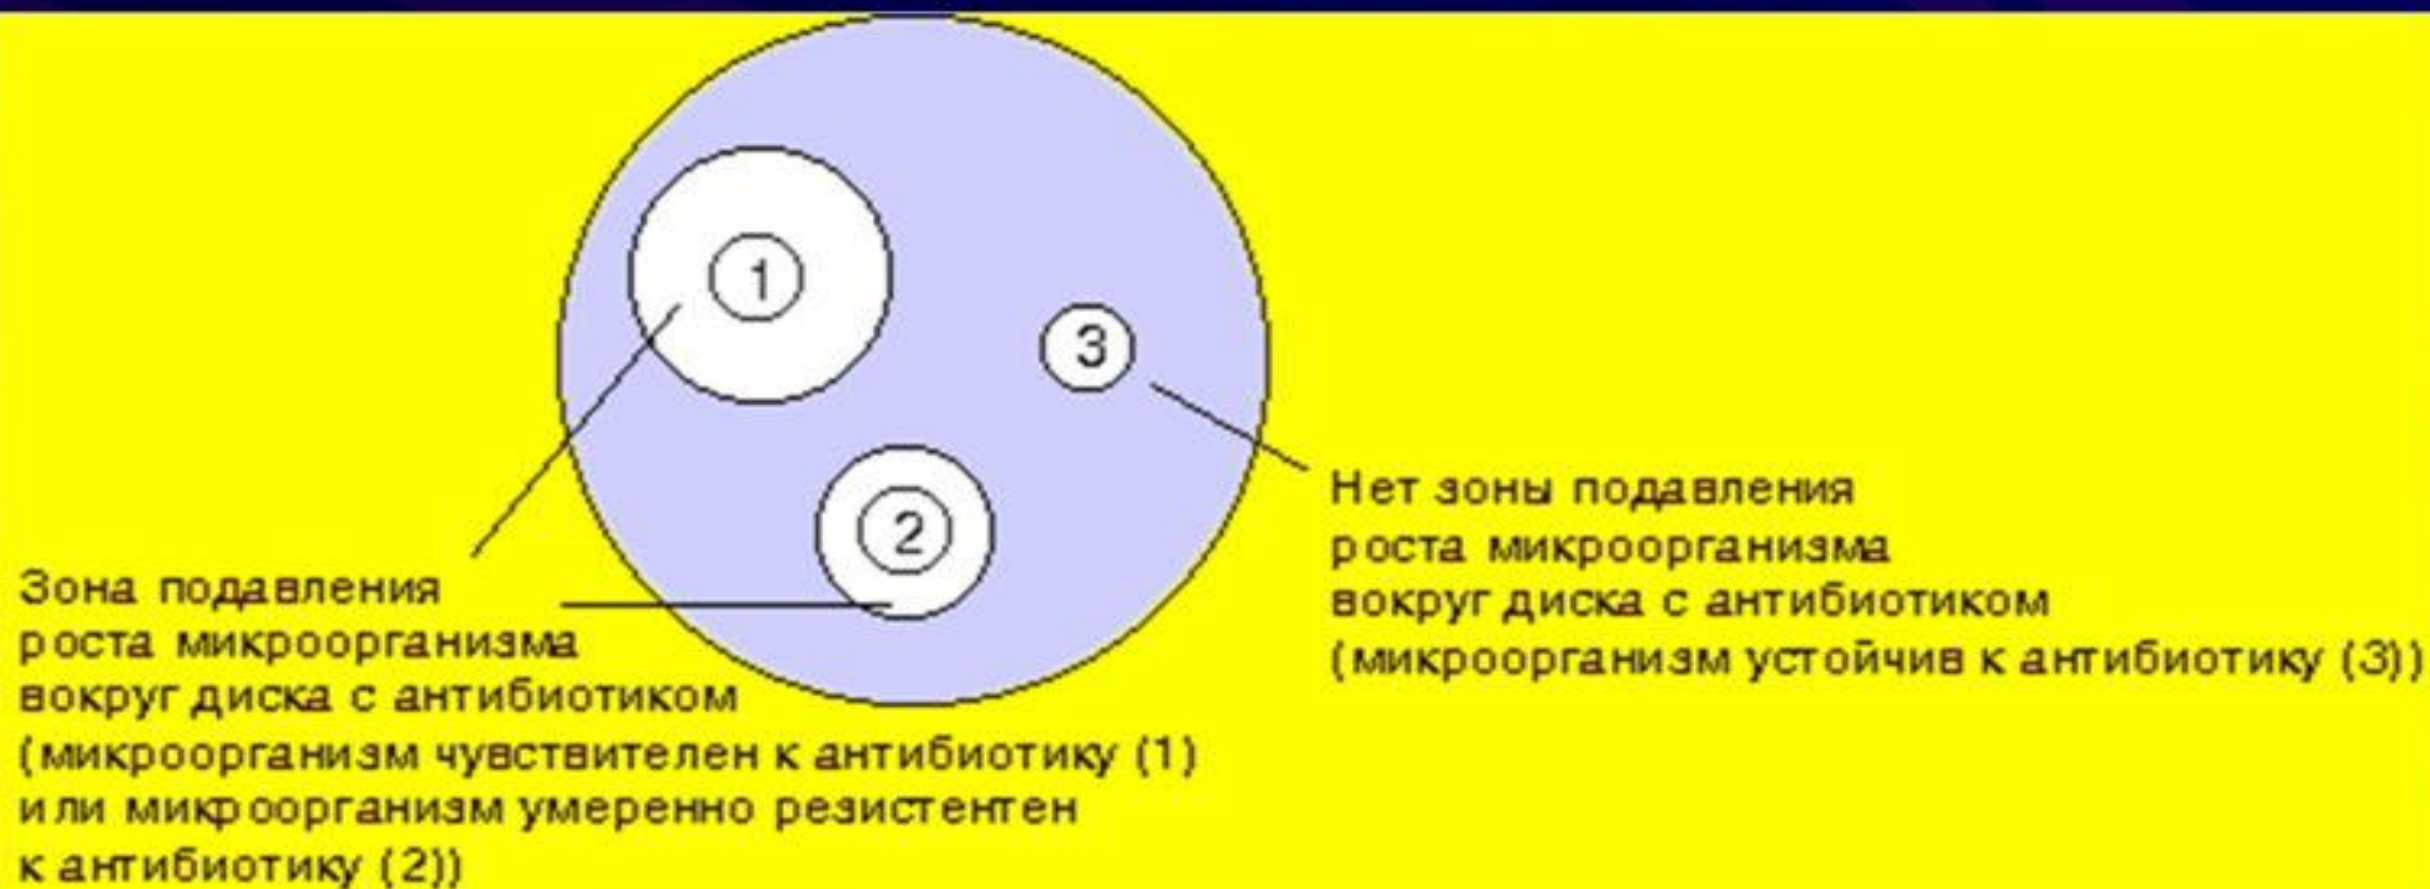 1
3
2
Зона подавления
роста микроорганизма
вокруг диска с антибиотиком
(микроорганизм чувствителен к антибиотику (1)
или микроорганизм умеренно резистентен
к антибиотику (2))
Нет зоны подавления
роста микроорганизма
вокруг диска с антибиотиком
(микроорганизм устойчив к антибиотику (3))